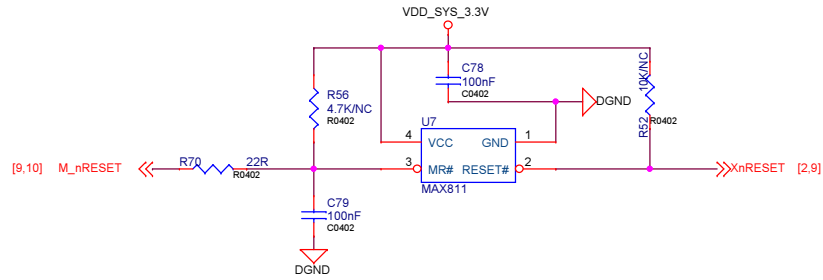 VDD_SYS_3.3V
C78
100nF
C0402
10K/NC
R52
R0402
R56
4.7K/NC
R0402
DGND
U7
4 VCC GND 1
3 MR# RESET# 2
MAX811
[9,10] M_nRESET
R70 22R
R0402
XnRESET [2,9]
C79
100nF
C0402
DGND